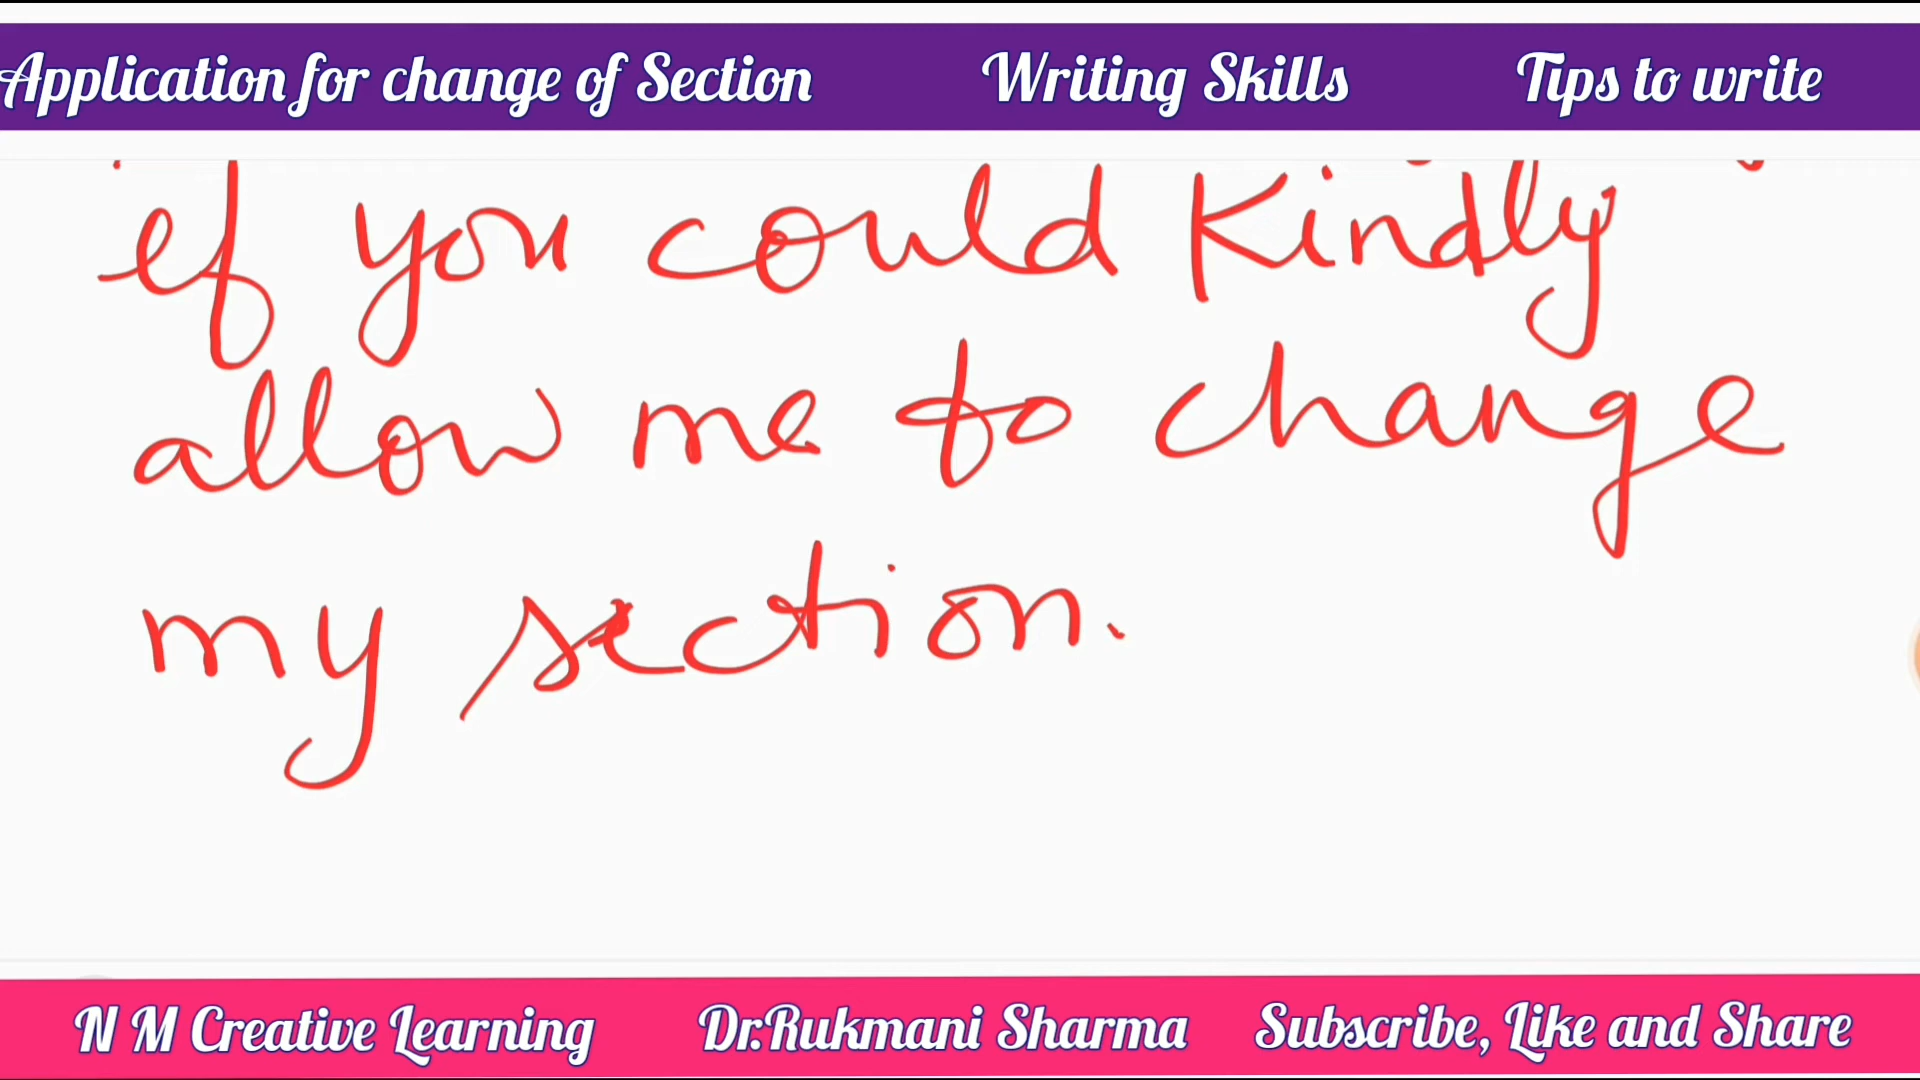 Application for change of Section Writing Skills Tips to write
if you could Kindly
allow me to change
my section.
N M Creative Learning Dr.Rukmani Sharma Subscribe, Like and Share